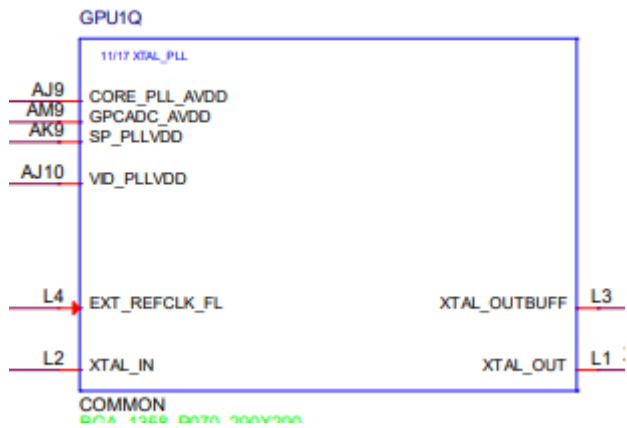 GPU1Q
11/17 XTAL_PLL
AJ9 CORE_PLL_AVDD
AM9 GPCADC_AVDD
AK9 SP_PLLVDD
AJ10 VID_PLLVDD
L4 EXT_REFCLK_FL XTAL_OUTBUFF L3
L2 XTAL_IN XTAL_OUT L1
COMMON
BGA_1358_P070_200X200